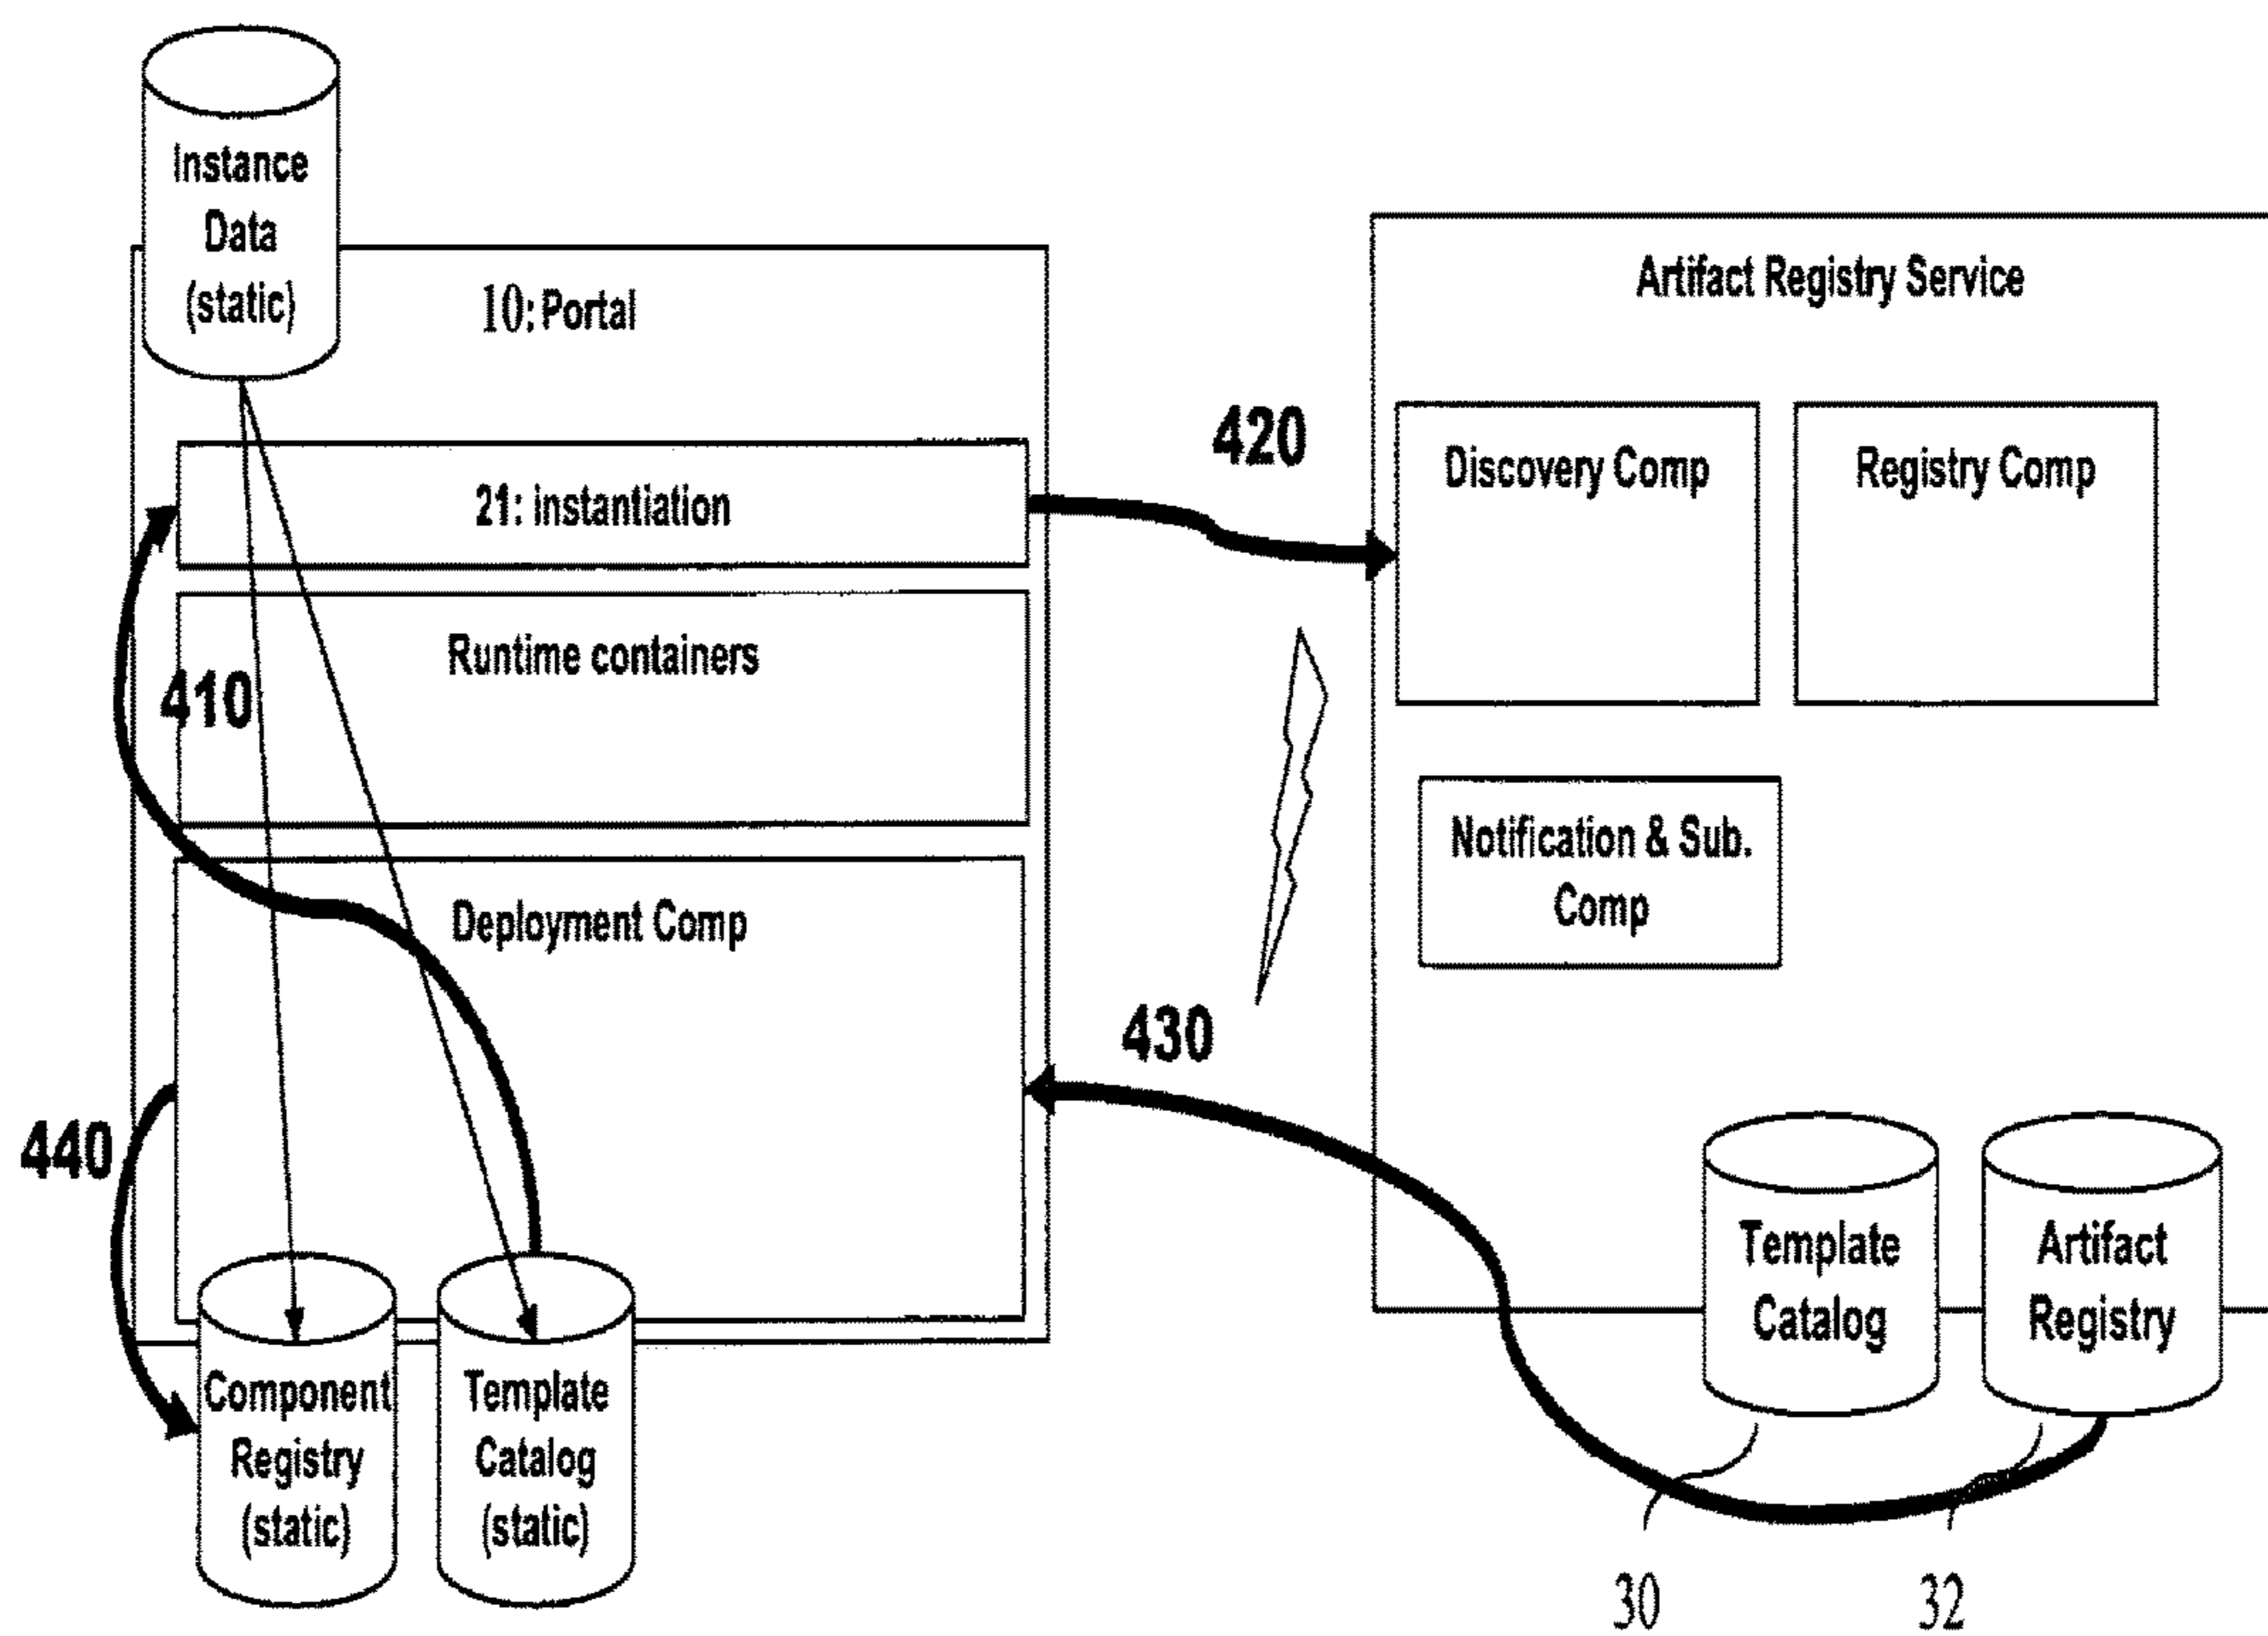 Instance
Data
(static)
10: Portal
21: instantiation
Runtime containers
410
Deployment Comp
440
Component
Registry
(static)
Template
Catalog
(static)
420
430
Artifact Registry Service
Discovery Comp
Registry Comp
Notification & Sub.
Comp
Template
Catalog
Artifact
Registry
30
32